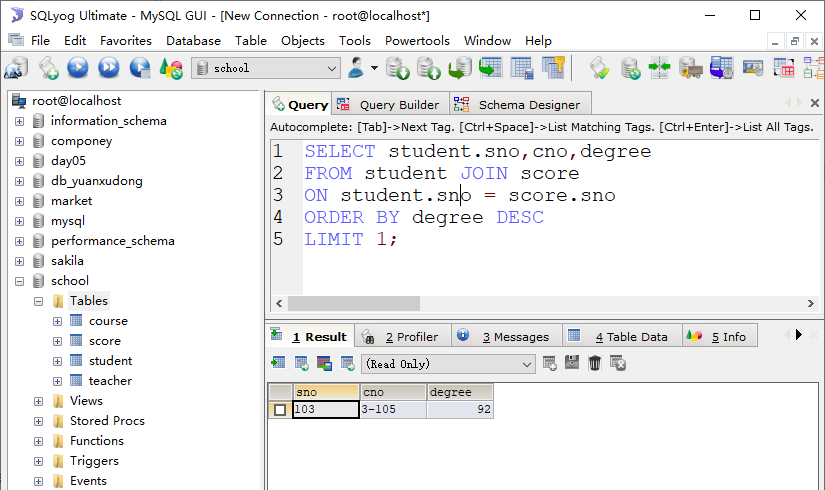 SQLyog Ultimate - MySQL GUI - [New Connection - root@localhost*]
File Edit Favorites Database Table Objects Tools Powertools Window Help
school
root@localhost
information_schema
componey
day05
db_yuanxudong
market
mysql
performance_schema
sakila
school
Tables
course
score
student
teacher
Views
Stored Procs
Functions
Triggers
Events
Query Query Builder Schema Designer
Autocomplete: [Tab]->Next Tag. [Ctrl+Space]->List Matching Tags. [Ctrl+Enter]->List All Tags.
1 SELECT student.sno,cno,degree
2 FROM student JOIN score
3 ON student.sno = score.sno
4 ORDER BY degree DESC
5 LIMIT 1;
1 Result 2 Profiler 3 Messages 4 Table Data 5 Info
(Read Only)
sno cno degree
103 3-105 92